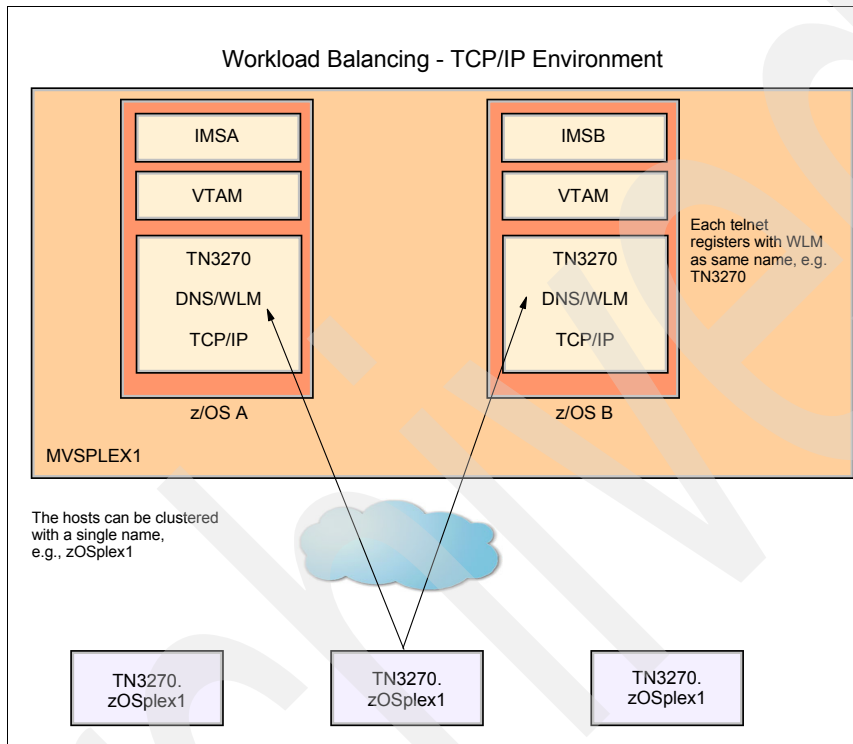 Workload Balancing - TCP/IP Environment
IMSA
VTAM
TN3270
DNS/WLM
TCP/IP
z/OS A
IMSB
VTAM
TN3270
DNS/WLM
TCP/IP
z/OS B
Each telnet
registers with WLM
as same name, e.g.
TN3270
MVSPLEX1
The hosts can be clustered
with a single name,
e.g., zOSplex1
TN3270.
zOSplex1
TN3270.
zOSplex1
TN3270.
zOSplex1